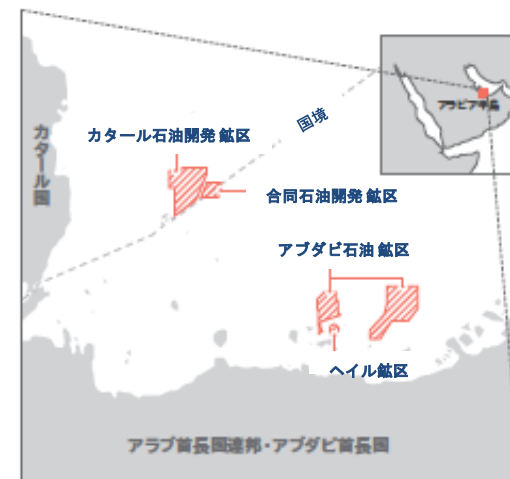 アラビア半島
国境
カタール石油開発 鉱区
カタール国
合同石油開発 鉱区
アブダビ石油 鉱区
ヘイル鉱区
アラブ首長国連邦・アブダビ首長国